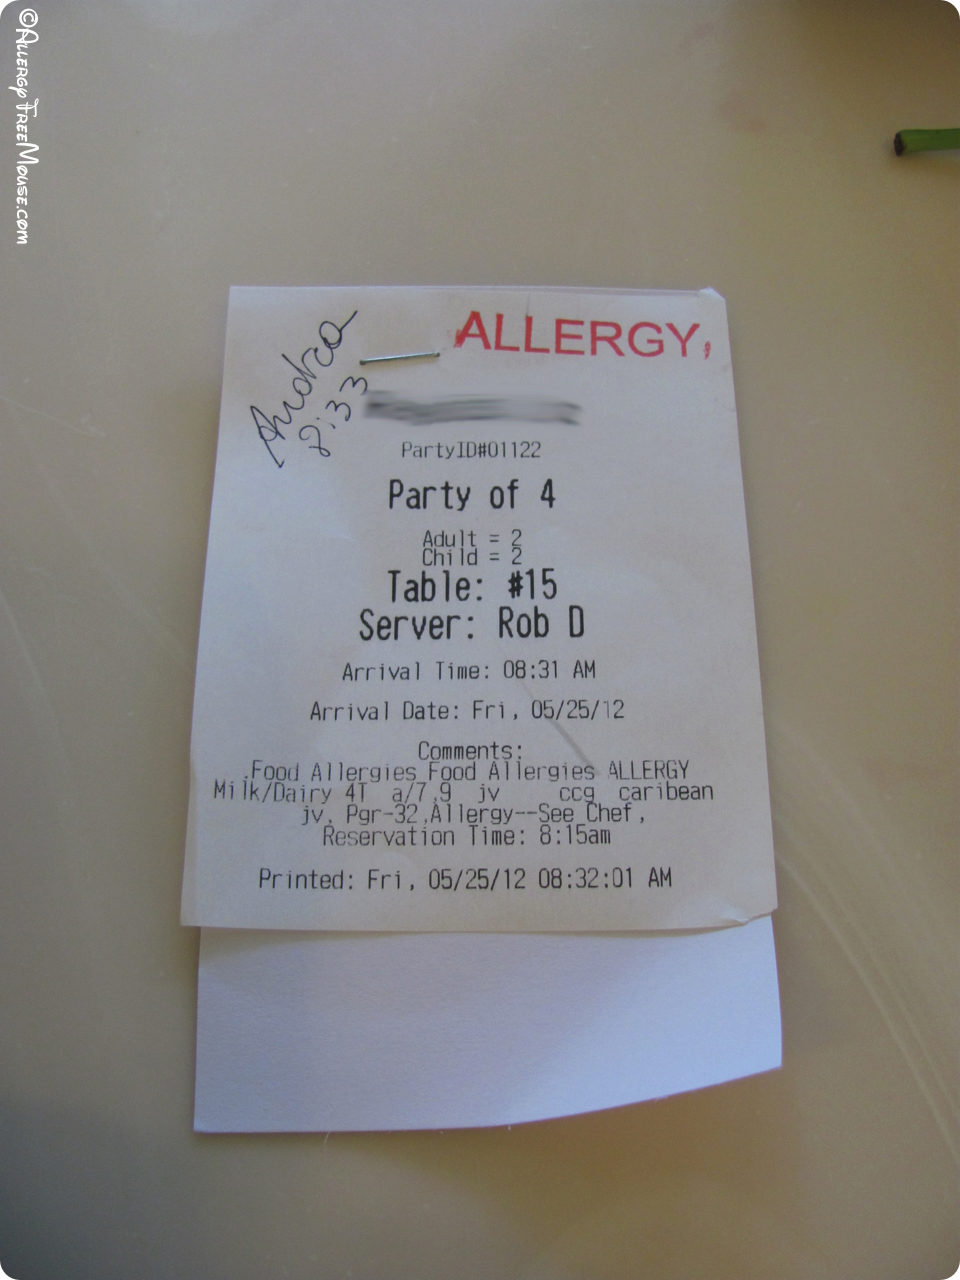 ©AllergyFreeMouse.com
ALLERGY,
Andrea
8:33
PartyID#01122
Party of 4
Adult = 2
Child = 2
Table: #15
Server: Rob D
Arrival Time: 08:31 AM
Arrival Date: Fri, 05/25/12
Comments:
Food Allergies Food Allergies ALLERGY
Milk/Dairy 4T a/7,9 jv ccg caribean
jv, Pgr-32,Allergy--See Chef,
Reservation Time: 8:15am
Printed: Fri, 05/25/12 08:32:01 AM